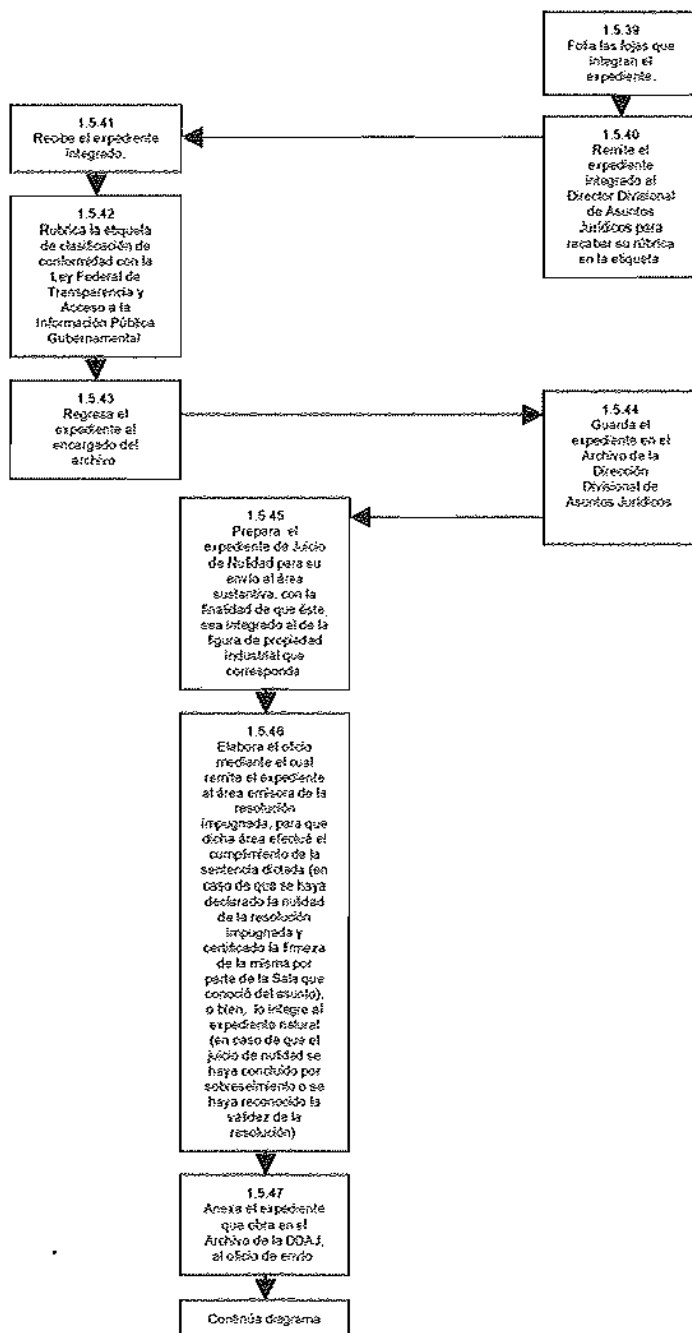 1.5.39
Folia las fojas que
integran el
expediente.
1.5.40
Remite el
expediente
integrado al
Director Divisional
de Asuntos
Jurídicos para
recabar su rúbrica
en la etiqueta
1.5.41
Recibe el expediente
integrado.
1.5.42
Rubrica la etiqueta
de clasificación de
conformidad con la
Ley Federal de
Transparencia y
Acceso a la
Información Pública
Gubernamental
1.5.43
Regresa el
expediente al
encargado del
archivo
1.5.44
Guarda el
expediente en el
Archivo de la
Dirección
Divisional de
Asuntos Jurídicos
1.5.45
Prepara el
expediente de Juicio
de Nulidad para su
envío al área
sustantiva, con la
finalidad de que éste,
sea integrado al de la
figura de propiedad
industrial que
corresponda
1.5.46
Elabora el oficio
mediante el cual
remite el expediente
al área emisora de la
resolución
impugnada, para que
dicha área efectué el
cumplimiento de la
sentencia dictada (en
caso de que se haya
declarado la nulidad
de la resolución
impugnada y
certificado la firmeza
de la misma por
parte de la Sala que
conoció del asunto),
o bien, lo integre al
expediente natural
(en caso de que el
juicio de nulidad se
haya concluido por
sobreseimiento o se
haya reconocido la
validez de la
resolución)
1.5.47
Anexa el expediente
que obra en el
Archivo de la DDAJ,
al oficio de envío
Continúa diagrama